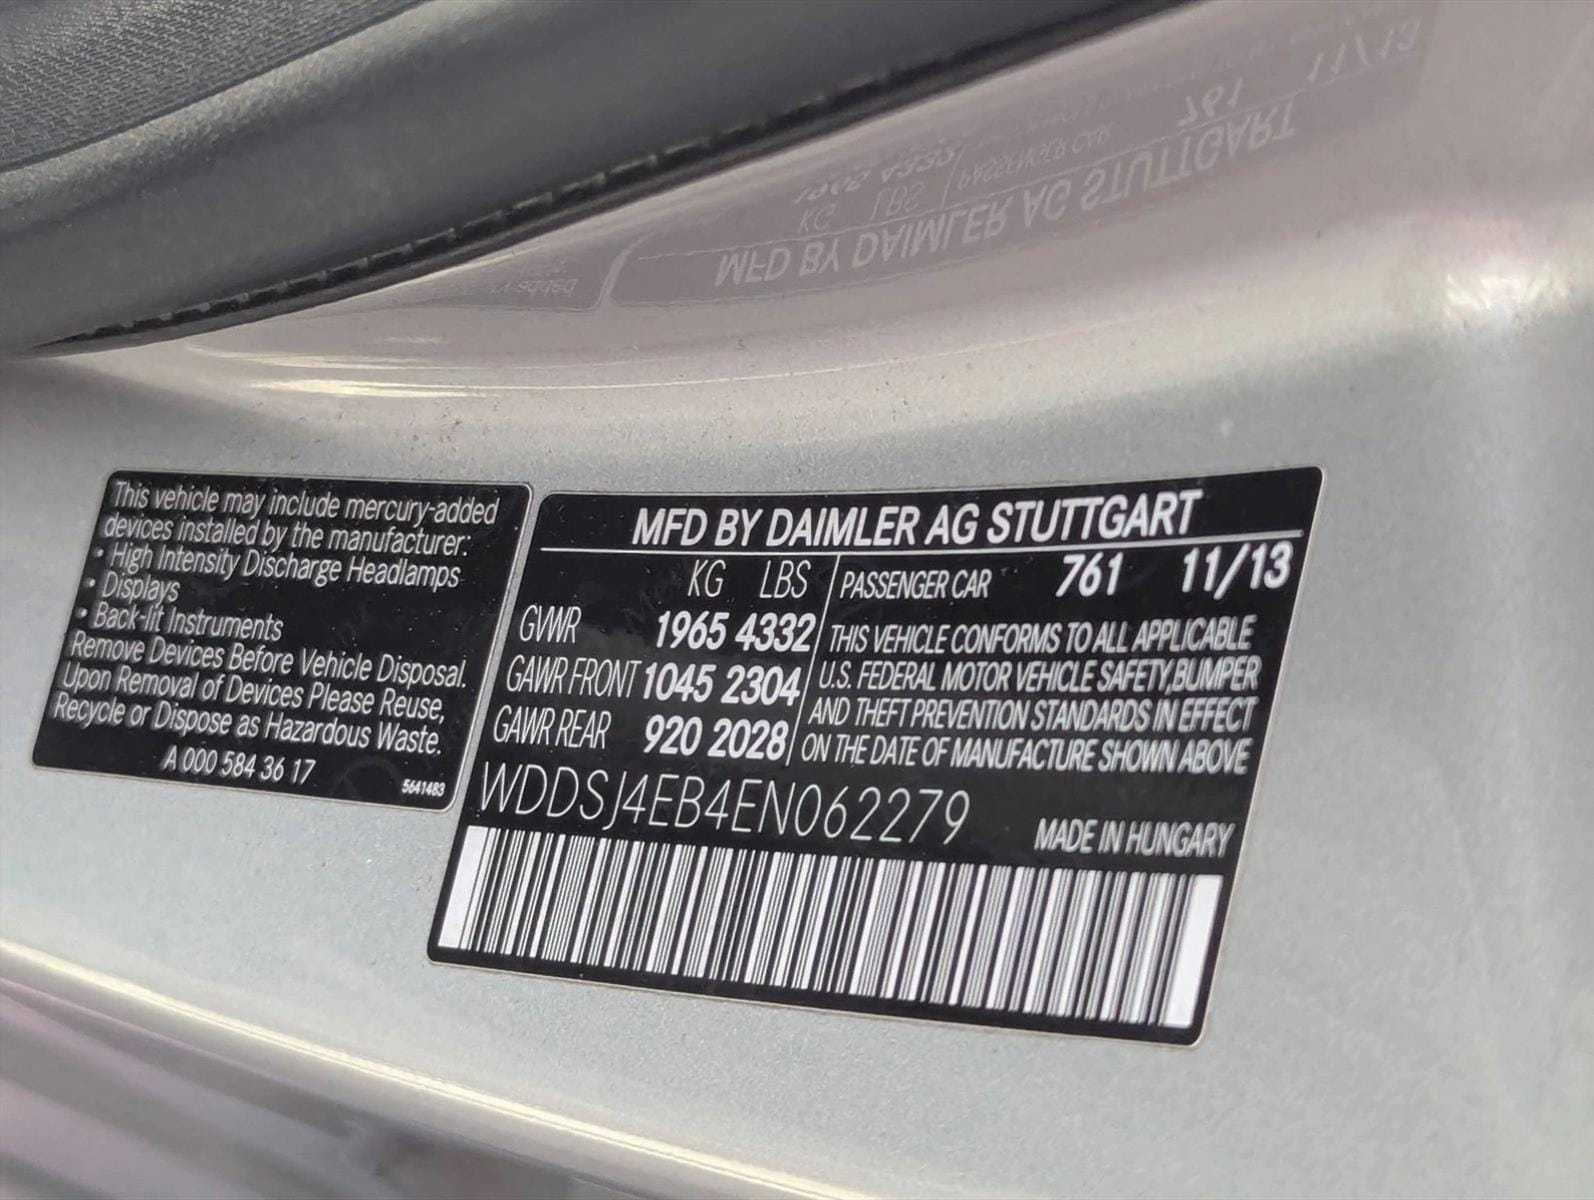 This vehicle may include mercury-added
devices installed by the manufacturer:
• High Intensity Discharge Headlamps
• Displays
• Back-lit Instruments
Remove Devices Before Vehicle Disposal.
Upon Removal of Devices Please Reuse,
Recycle or Dispose as Hazardous Waste.
A 000 584 36 17
5641483
MFD BY DAIMLER AG STUTTGART
KG LBS
GVWR 1965 4332
GAWR FRONT 1045 2304
GAWR REAR 920 2028
PASSENGER CAR 761 11/13
THIS VEHICLE CONFORMS TO ALL APPLICABLE
U.S. FEDERAL MOTOR VEHICLE SAFETY,BUMPER
AND THEFT PREVENTION STANDARDS IN EFFECT
ON THE DATE OF MANUFACTURE SHOWN ABOVE
WDDSJ4EB4EN062279
MADE IN HUNGARY